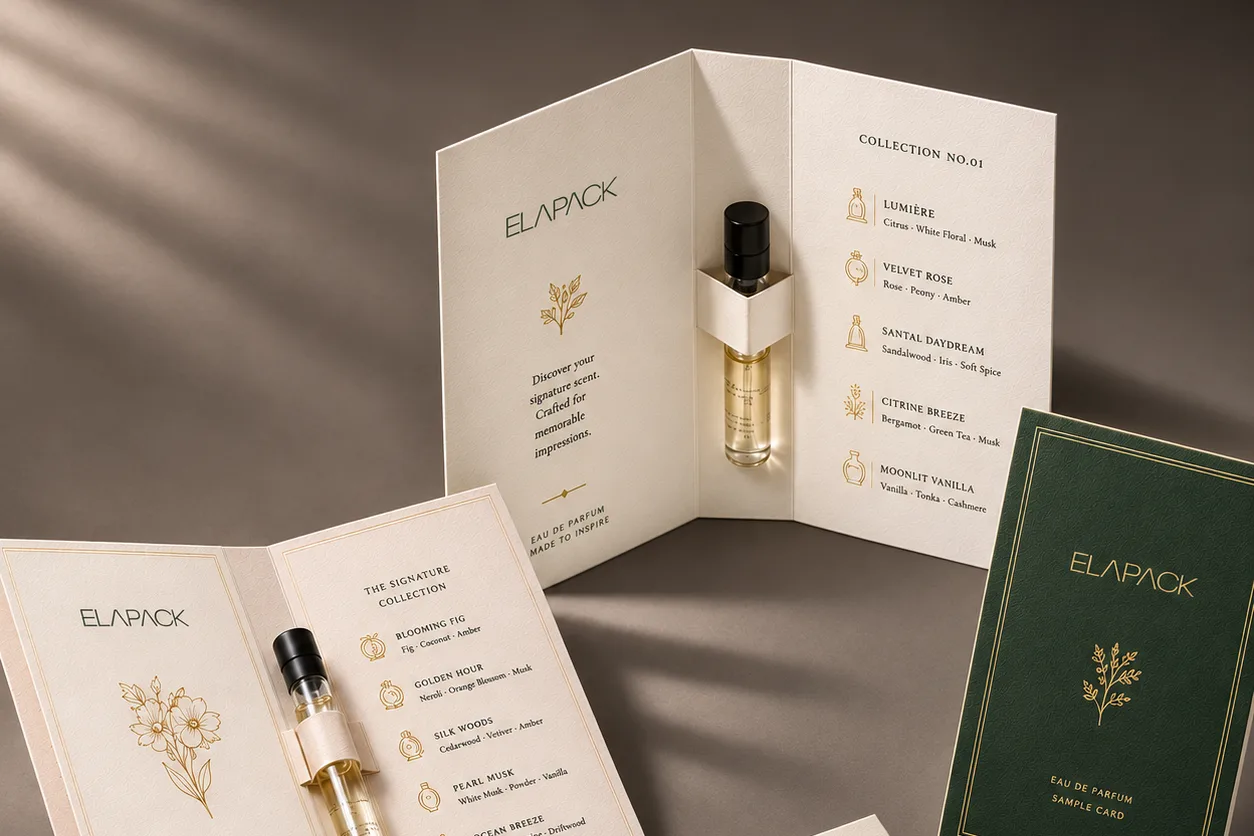 ELAPACK
Discover your
signature scent.
Crafted for
memorable
impressions.
EAU DE PARFUM
MADE TO INSPIRE
COLLECTION NO.01
LUMIÈRE
Citrus · White Floral · Musk
VELVET ROSE
Rose · Peony · Amber
SANTAL DAYDREAM
Sandalwood · Iris · Soft Spice
CITRINE BREEZE
Bergamot · Green Tea · Musk
MOONLIT VANILLA
Vanilla · Tonka · Cashmere
ELAPACK
THE SIGNATURE
COLLECTION
BLOOMING FIG
Fig · Coconut · Amber
GOLDEN HOUR
Neroli · Orange Blossom · Musk
SILK WOODS
Cedarwood · Vetiver · Amber
PEARL MUSK
White Musk · Powder · Vanilla
OCEAN BREEZE
· Driftwood
ELAPACK
EAU DE PARFUM
SAMPLE CARD